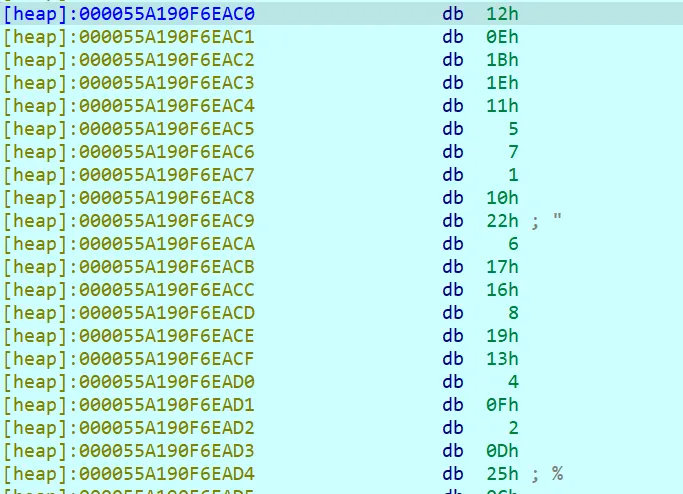 [heap]:000055A190F6EAC0 db 12h
[heap]:000055A190F6EAC1 db 0Eh
[heap]:000055A190F6EAC2 db 1Bh
[heap]:000055A190F6EAC3 db 1Eh
[heap]:000055A190F6EAC4 db 11h
[heap]:000055A190F6EAC5 db 5
[heap]:000055A190F6EAC6 db 7
[heap]:000055A190F6EAC7 db 1
[heap]:000055A190F6EAC8 db 10h
[heap]:000055A190F6EAC9 db 22h ; "
[heap]:000055A190F6EACA db 6
[heap]:000055A190F6EACB db 17h
[heap]:000055A190F6EACC db 16h
[heap]:000055A190F6EACD db 8
[heap]:000055A190F6EACE db 19h
[heap]:000055A190F6EACF db 13h
[heap]:000055A190F6EAD0 db 4
[heap]:000055A190F6EAD1 db 0Fh
[heap]:000055A190F6EAD2 db 2
[heap]:000055A190F6EAD3 db 0Dh
[heap]:000055A190F6EAD4 db 25h ; %